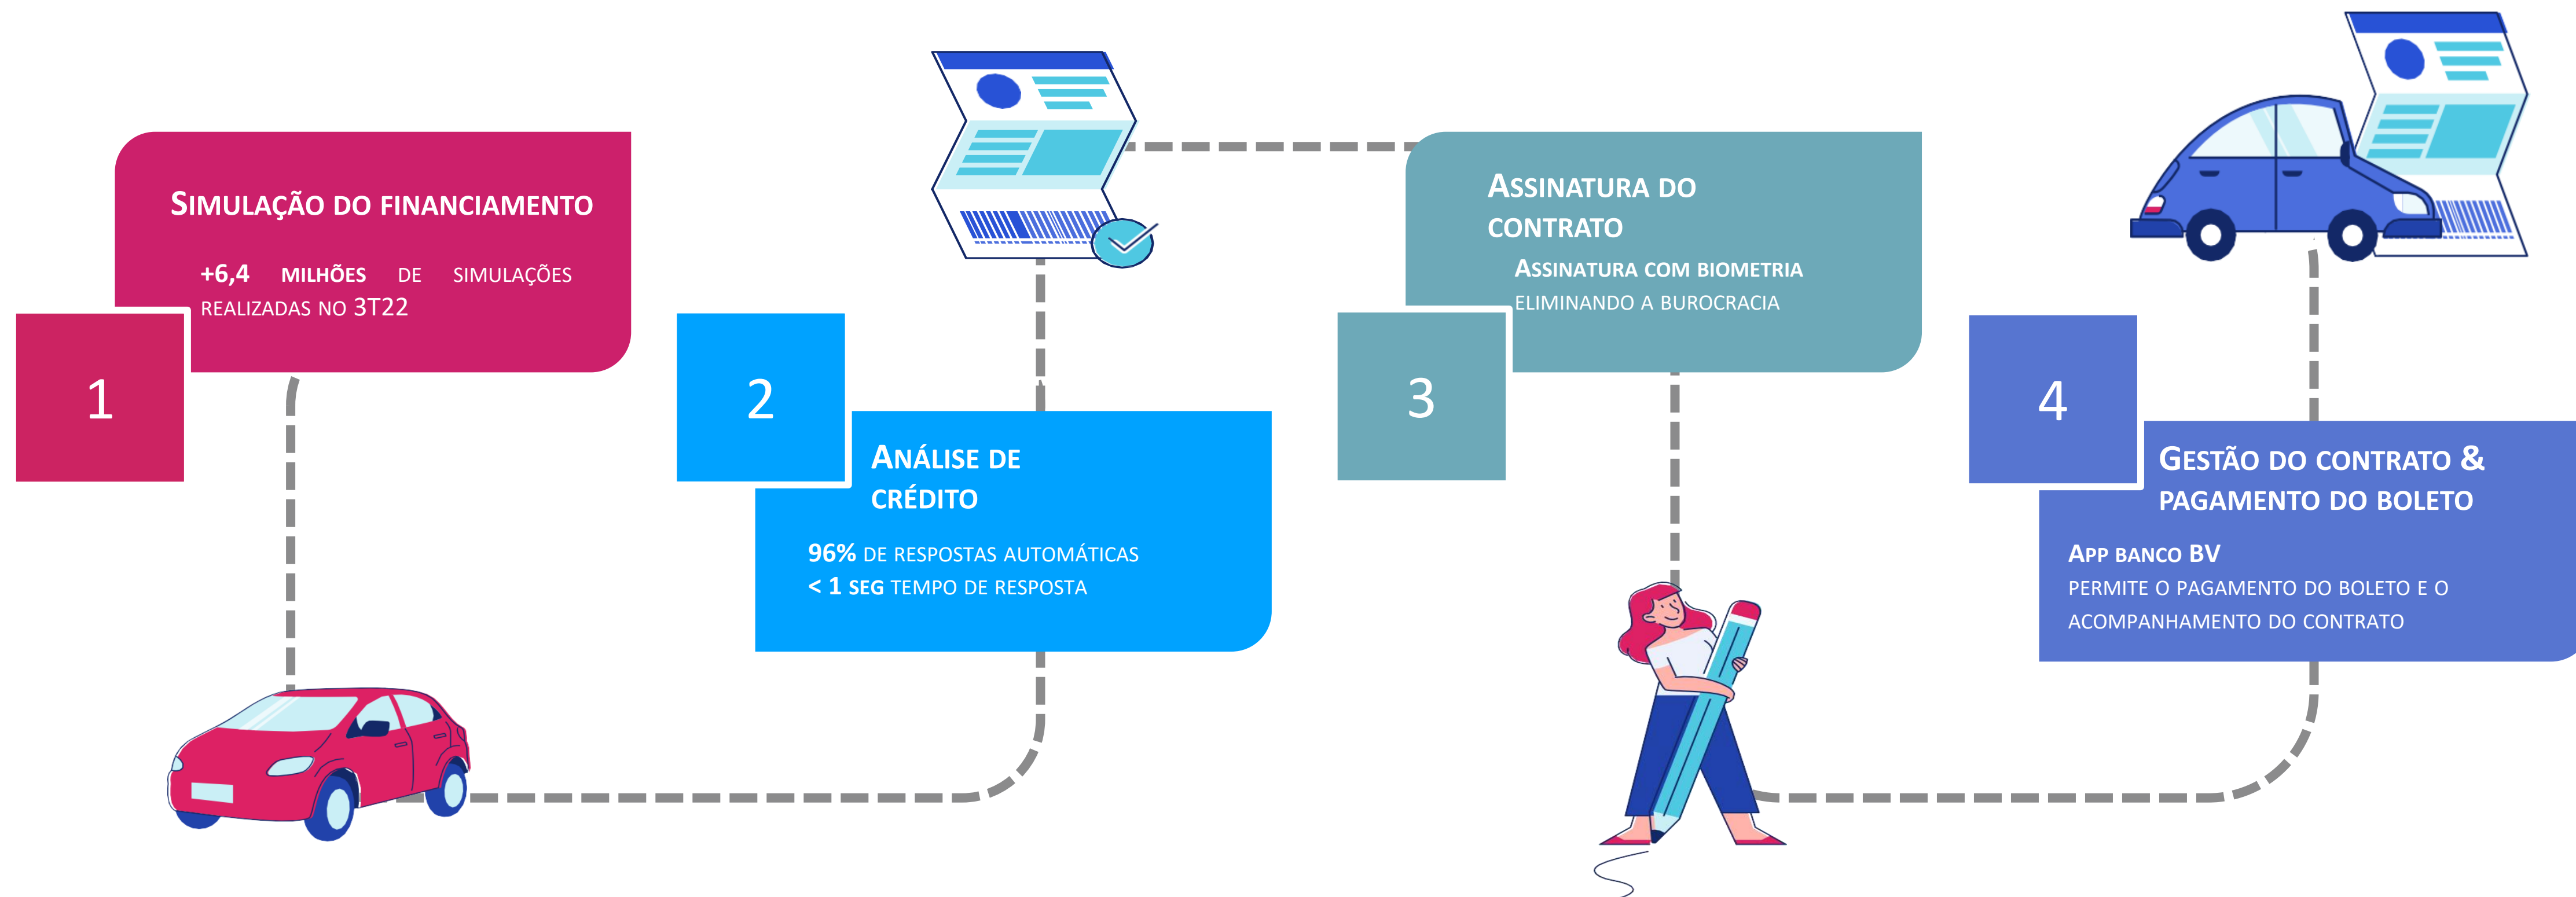 1
SIMULAÇÃO DO FINANCIAMENTO
+6,4 MILHÕES DE SIMULAÇÕES
REALIZADAS NO 3T22
2
ANÁLISE DE
CRÉDITO
96% DE RESPOSTAS AUTOMÁTICAS
< 1 SEG TEMPO DE RESPOSTA
3
ASSINATURA DO
CONTRATO
ASSINATURA COM BIOMETRIA
ELIMINANDO A BUROCRACIA
4
GESTÃO DO CONTRATO &
PAGAMENTO DO BOLETO
APP BANCO BV
PERMITE O PAGAMENTO DO BOLETO E O
ACOMPANHAMENTO DO CONTRATO